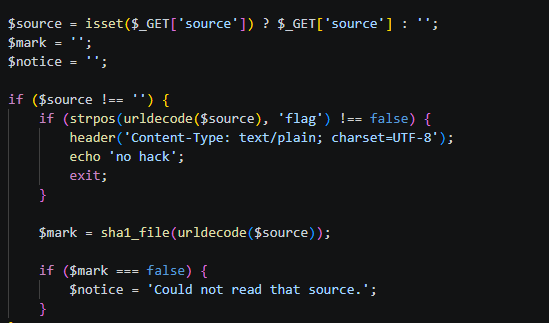 $source = isset($_GET['source']) ? $_GET['source'] : '';
$mark = '';
$notice = '';
if ($source !== '') {
if (strpos(urldecode($source), 'flag') !== false) {
header('Content-Type: text/plain; charset=UTF-8');
echo 'no hack';
exit;
}
$mark = sha1_file(urldecode($source));
if ($mark === false) {
$notice = 'Could not read that source.';
}